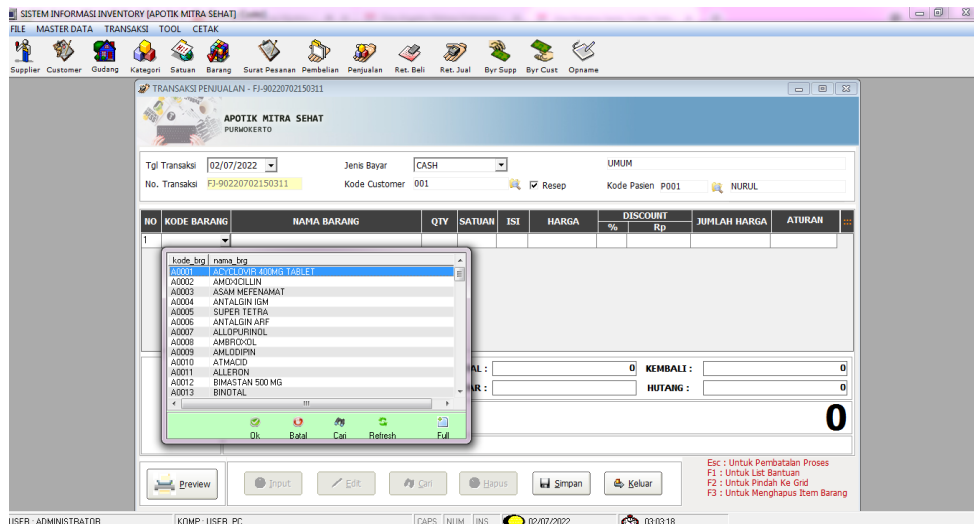 SISTEM INFORMASI INVENTORY [APOTIK MITRA SEHAT]
FILE MASTER DATA TRANSAKSI TOOL CETAK
Supplier Customer Gudang Kategori Satuan Barang Surat Pesanan Pembelian Penjualan Ret. Beli Ret. Jual Byr Supp Byr Cust Opname
TRANSAKSI PENJUALAN - FJ-90220702150311
APOTIK MITRA SEHAT
PURWOKERTO
Tgl Transaksi 02/07/2022 Jenis Bayar CASH UMUM
No. Transaksi FJ-90220702150311 Kode Customer 001 Resep Kode Pasien P001 NURUL
NO KODE BARANG NAMA BARANG QTY SATUAN ISI HARGA DISCOUNT % Rp JUMLAH HARGA ATURAN
1
kode_brg nama_brg
A0001 ACYCLOVIR 400MG TABLET
A0002 AMOXICILLIN
A0003 ASAM MEFENAMAT
A0004 ANTALGIN IGM
A0005 SUPER TETRA
A0006 ANTALGIN ARF
A0007 ALLOPURINOL
A0008 AMBROXOL
A0009 AMLODIPIN
A0010 ATMACID
A0011 ALLERON
A0012 BIMASTAN 500 MG
A0013 BINOTAL
Ok Batal Cari Refresh Full
AL : 0 KEMBALI : 0
AR : HUTANG : 0
0
Preview Input Edit Cari Hapus Simpan Keluar
Esc : Untuk Pembatalan Proses
F1 : Untuk List Bantuan
F2 : Untuk Pindah Ke Grid
F3 : Untuk Menghapus Item Barang
USER : ADMINISTRATOR KOMP : USER_PC CAPS NUM INS 02/07/2022 03:03:18